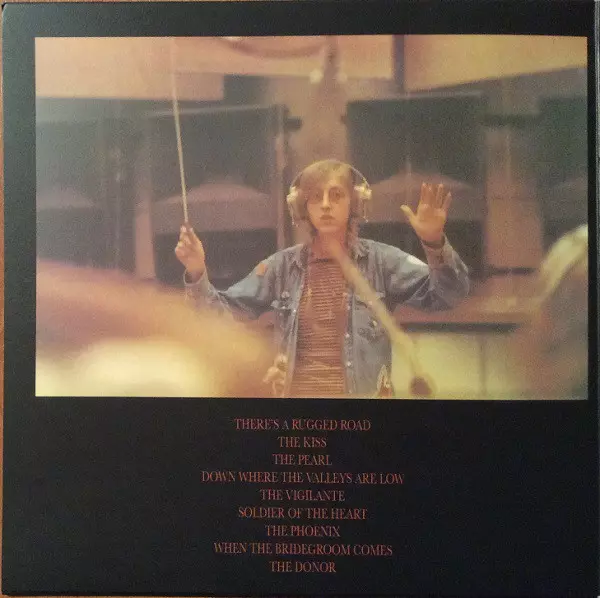 THERE'S A RUGGED ROAD
THE KISS
THE PEARL
DOWN WHERE THE VALLEYS ARE LOW
THE VIGILANTE
SOLDIER OF THE HEART
THE PHOENIX
WHEN THE BRIDEGROOM COMES
THE DONOR